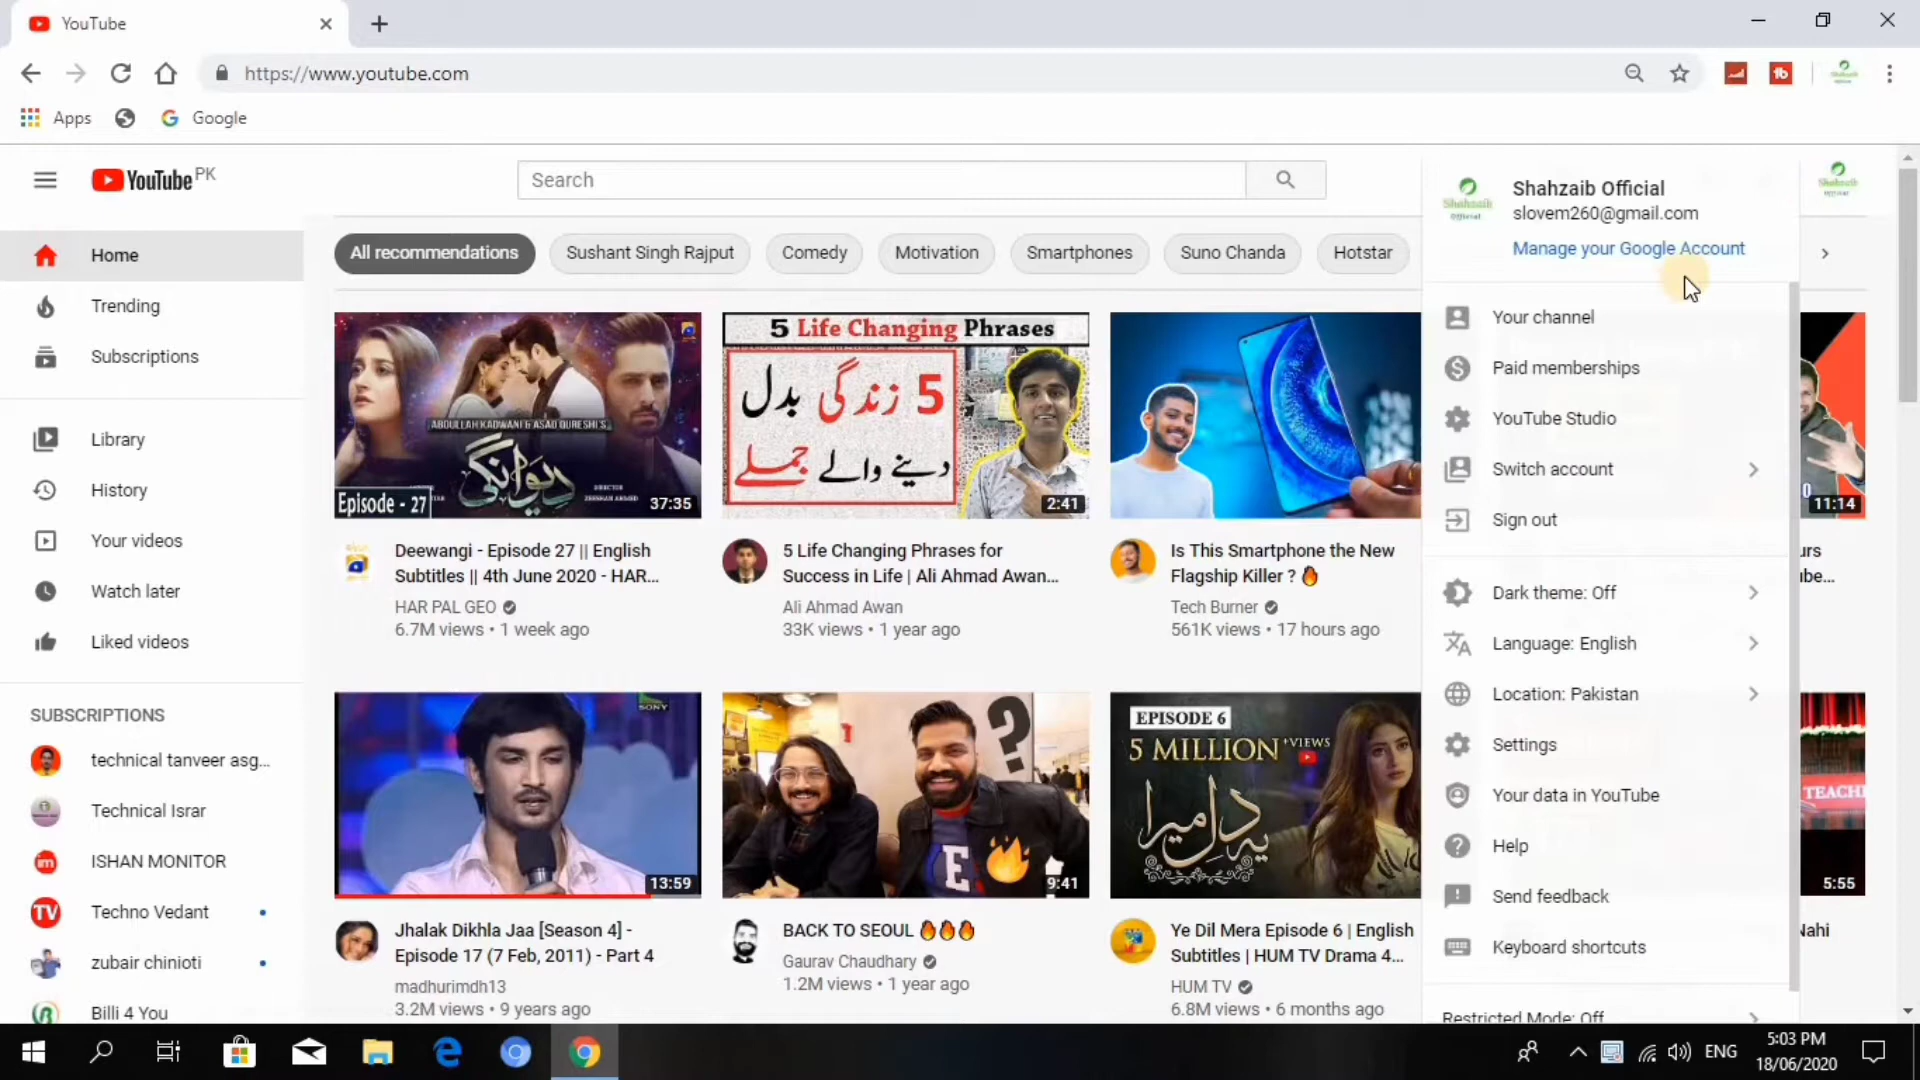 YouTube
https://www.youtube.com
Apps
Google
YouTube PK
Search
Shahzaib Official
slovem260@gmail.com
Manage your Google Account
Home
Trending
Subscriptions
Library
History
Your videos
Watch later
Liked videos
SUBSCRIPTIONS
technical tanveer asg...
Technical Israr
ISHAN MONITOR
Techno Vedant
zubair chinioti
Billi 4 You
All recommendations
Sushant Singh Rajput
Comedy
Motivation
Smartphones
Suno Chanda
Hotstar
ABDULLAH KADWANI & ASAD QURESHI'S
دیوانگی
Episode - 27
37:35
Deewangi - Episode 27 || English
Subtitles || 4th June 2020 - HAR...
HAR PAL GEO
6.7M views • 1 week ago
5 Life Changing Phrases
5 زندگی بدل
دینے والے جملے
2:41
5 Life Changing Phrases for
Success in Life | Ali Ahmad Awan...
Ali Ahmad Awan
33K views • 1 year ago
Is This Smartphone the New
Flagship Killer ? 🔥
Tech Burner
561K views • 17 hours ago
11:14
urs
be...
SONY
13:59
Jhalak Dikhla Jaa [Season 4] -
Episode 17 (7 Feb, 2011) - Part 4
madhurimdh13
3.2M views • 9 years ago
?
E
9:41
BACK TO SEOUL 🔥🔥🔥
Gaurav Chaudhary
1.2M views • 1 year ago
EPISODE 6
5 MILLION +VIEWS
یہ دل میرا
Ye Dil Mera Episode 6 | English
Subtitles | HUM TV Drama 4...
HUM TV
6.8M views • 6 months ago
TEACH
5:55
Nahi
Your channel
Paid memberships
YouTube Studio
Switch account
Sign out
Dark theme: Off
Language: English
Location: Pakistan
Settings
Your data in YouTube
Help
Send feedback
Keyboard shortcuts
Restricted Mode: Off
ENG
5:03 PM
18/06/2020